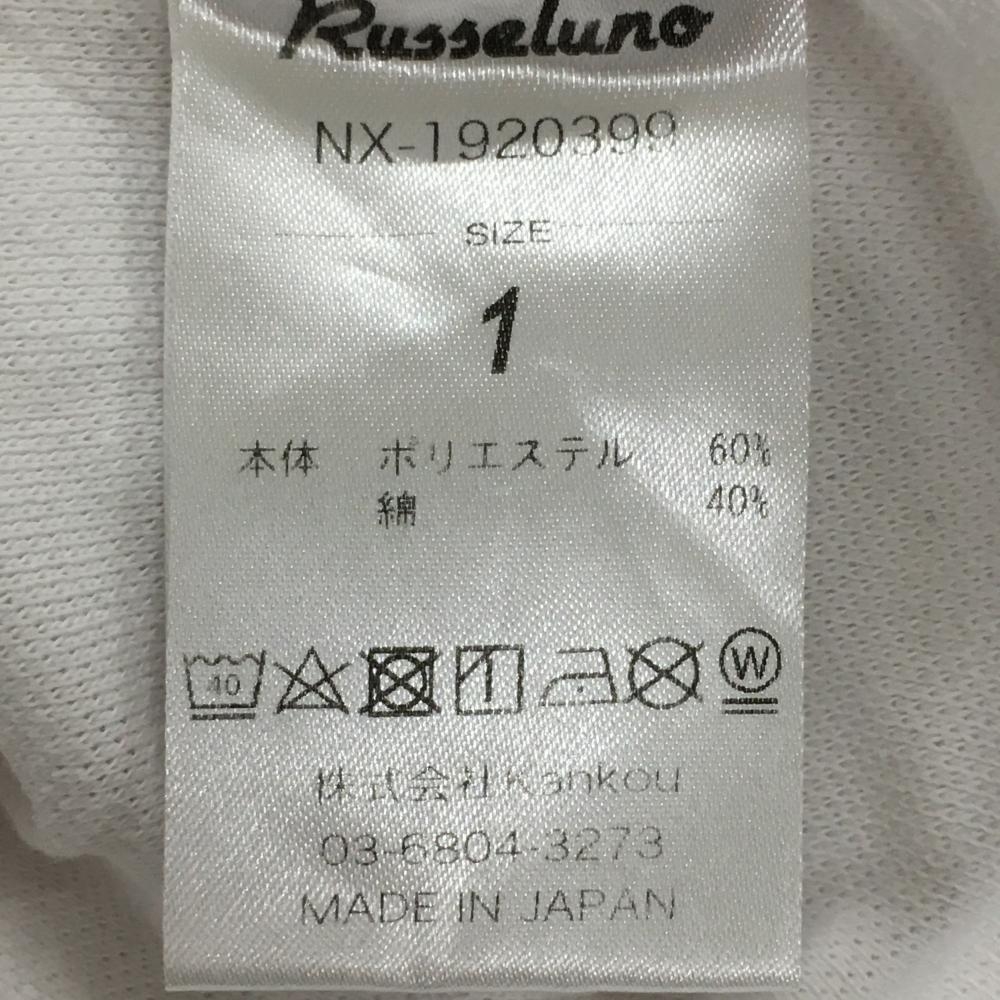 Russeluno
NX-1920399
SIZE
1
本体 ポリエステル 60%
綿 40%
40 W
株式会社Kankou
03-6804-3273
MADE IN JAPAN